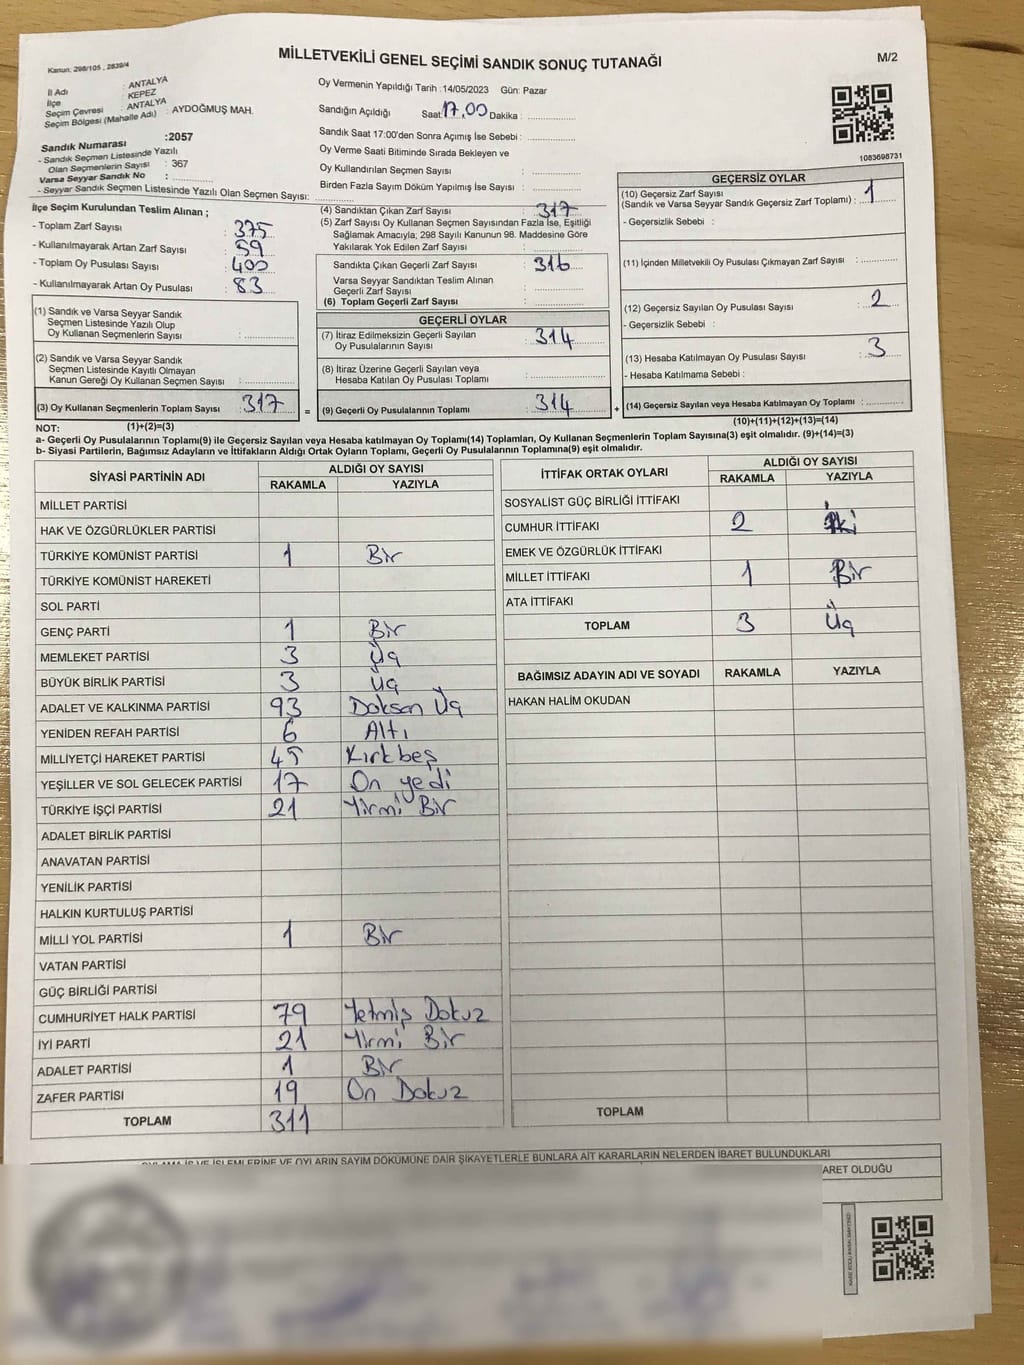 Kanun: 298/105 , 2839/4
MİLLETVEKİLİ GENEL SEÇİMİ SANDIK SONUÇ TUTANAĞI
M/2
İl Adı : ANTALYA
İlçe : KEPEZ
Seçim Çevresi : ANTALYA
Seçim Bölgesi (Mahalle Adı) : AYDOĞMUŞ MAH.
Sandık Numarası :2057
- Sandık Seçmen Listesinde Yazılı
Olan Seçmenlerin Sayısı : 367
Varsa Seyyar Sandık No :
- Seyyar Sandık Seçmen Listesinde Yazılı Olan Seçmen Sayısı:
Oy Vermenin Yapıldığı Tarih :14/05/2023 Gün: Pazar
Sandığın Açıldığı Saat: 17,00 Dakika :
Sandık Saat 17:00'den Sonra Açımış İse Sebebi :
Oy Verme Saati Bitiminde Sırada Bekleyen ve
Oy Kullandırılan Seçmen Sayısı :
Birden Fazla Sayım Döküm Yapılmış İse Sayısı :
1083698731
İlçe Seçim Kurulundan Teslim Alınan ;
- Toplam Zarf Sayısı : 375
- Kullanılmayarak Artan Zarf Sayısı : 59
- Toplam Oy Pusulası Sayısı : 400
- Kullanılmayarak Artan Oy Pusulası : 83
(1) Sandık ve Varsa Seyyar Sandık
Seçmen Listesinde Yazılı Olup
Oy Kullanan Seçmenlerin Sayısı :
(2) Sandık ve Varsa Seyyar Sandık
Seçmen Listesinde Kayıtlı Olmayan
Kanun Gereği Oy Kullanan Seçmen Sayısı :
(3) Oy Kullanan Seçmenlerin Toplam Sayısı : 317 =
(4) Sandıktan Çıkan Zarf Sayısı : 317
(5) Zarf Sayısı Oy Kullanan Seçmen Sayısından Fazla İse, Eşitliği
Sağlamak Amacıyla; 298 Sayılı Kanunun 98. Maddesine Göre
Yakılarak Yok Edilen Zarf Sayısı :
Sandıkta Çıkan Geçerli Zarf Sayısı : 316
Varsa Seyyar Sandıktan Teslim Alınan
Geçerli Zarf Sayısı :
(6) Toplam Geçerli Zarf Sayısı :
GEÇERLİ OYLAR
(7) İtiraz Edilmeksizin Geçerli Sayılan
Oy Pusulalarının Sayısı : 314
(8) İtiraz Üzerine Geçerli Sayılan veya
Hesaba Katılan Oy Pusulası Toplamı :
(9) Geçerli Oy Pusulalarının Toplamı : 314 +
GEÇERSİZ OYLAR
(10) Geçersiz Zarf Sayısı
(Sandık ve Varsa Seyyar Sandık Geçersiz Zarf Toplamı) : 1
- Geçersizlik Sebebi :
(11) İçinden Milletvekili Oy Pusulası Çıkmayan Zarf Sayısı :
(12) Geçersiz Sayılan Oy Pusulası Sayısı : 2
- Geçersizlik Sebebi :
(13) Hesaba Katılmayan Oy Pusulası Sayısı : 3
- Hesaba Katılmama Sebebi :
(14) Geçersiz Sayılan veya Hesaba Katılmayan Oy Toplamı :
NOT: (1)+(2)=(3) (10)+(11)+(12)+(13)=(14)
a- Geçerli Oy Pusulalarının Toplamı(9) ile Geçersiz Sayılan veya Hesaba katılmayan Oy Toplamı(14) Toplamları, Oy Kullanan Seçmenlerin Toplam Sayısına(3) eşit olmalıdır. (9)+(14)=(3)
b- Siyasi Partilerin, Bağımsız Adayların ve İttifakların Aldığı Ortak Oyların Toplamı, Geçerli Oy Pusulalarının Toplamına(9) eşit olmalıdır.
SİYASİ PARTİNİN ADI ALDIĞI OY SAYISI
RAKAMLA YAZIYLA
MİLLET PARTİSİ
HAK VE ÖZGÜRLÜKLER PARTİSİ
TÜRKİYE KOMÜNİST PARTİSİ 1 Bir
TÜRKİYE KOMÜNİST HAREKETİ
SOL PARTİ
GENÇ PARTİ 1 Bir
MEMLEKET PARTİSİ 3 Üç
BÜYÜK BİRLİK PARTİSİ 3 Üç
ADALET VE KALKINMA PARTİSİ 93 Doksan Üç
YENİDEN REFAH PARTİSİ 6 Altı
MİLLİYETÇİ HAREKET PARTİSİ 45 Kırkbeş
YEŞİLLER VE SOL GELECEK PARTİSİ 17 On yedi
TÜRKİYE İŞÇİ PARTİSİ 21 Yirmi Bir
ADALET BİRLİK PARTİSİ
ANAVATAN PARTİSİ
YENİLİK PARTİSİ
HALKIN KURTULUŞ PARTİSİ
MİLLİ YOL PARTİSİ 1 Bir
VATAN PARTİSİ
GÜÇ BİRLİĞİ PARTİSİ
CUMHURİYET HALK PARTİSİ 79 Yetmiş Dokuz
İYİ PARTİ 21 Yirmi Bir
ADALET PARTİSİ 1 Bir
ZAFER PARTİSİ 19 On Dokuz
TOPLAM 311
İTTİFAK ORTAK OYLARI ALDIĞI OY SAYISI
RAKAMLA YAZIYLA
SOSYALİST GÜÇ BİRLİĞİ İTTİFAKI
CUMHUR İTTİFAKI 2 İki
EMEK VE ÖZGÜRLÜK İTTİFAKI
MİLLET İTTİFAKI 1 Bir
ATA İTTİFAKI
TOPLAM 3 Üç
BAĞIMSIZ ADAYIN ADI VE SOYADI RAKAMLA YAZIYLA
HAKAN HALİM OKUDAN
TOPLAM
İŞ VE İŞLEMLERİNE VE OYLARIN SAYIM DÖKÜMÜNE DAİR ŞİKAYETLERLE BUNLARA AİT KARARLARIN NELERDEN İBARET BULUNDUKLARI
OLDUĞU